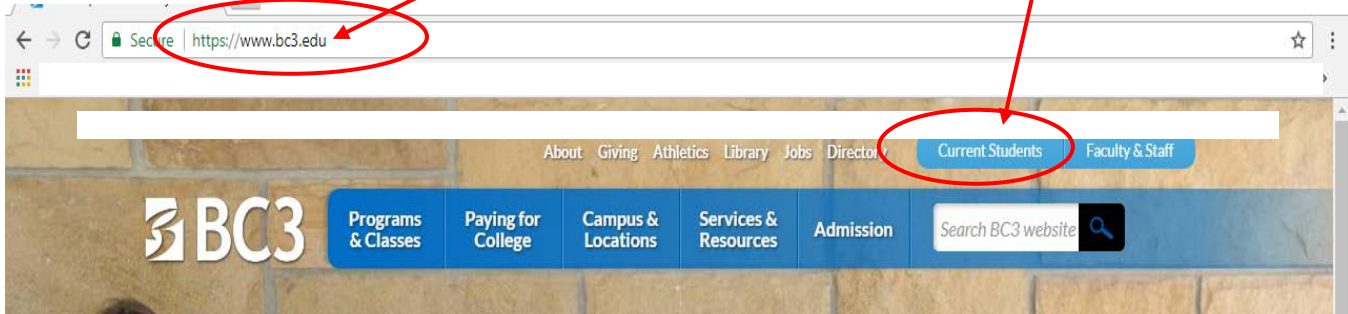 Secure https://www.bc3.edu
About Giving Athletics Library Jobs Directory Current Students Faculty & Staff
BC3
Programs & Classes
Paying for College
Campus & Locations
Services & Resources
Admission
Search BC3 website